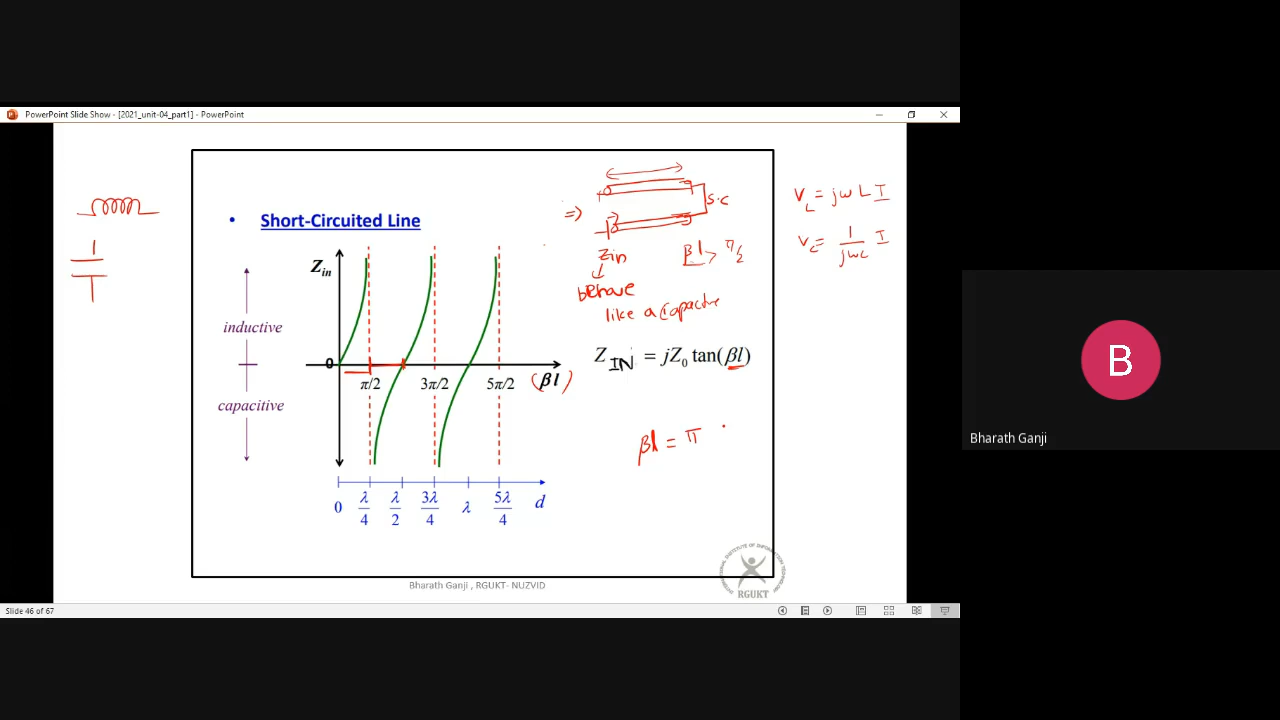 PowerPoint Slide Show - [2021_unit-04_part1] - PowerPoint
• Short-Circuited Line
Zin
inductive
0
capacitive
π/2 3π/2 5π/2 (βl)
0 λ/4 λ/2 3λ/4 λ 5λ/4 d
=>
S.C
Zin
βl > π/2
behave
like a
Z IN = jZ0 tan(βl)
βl = π
VL = jωL I
VC = 1/jωC I
RGUKT
Bharath Ganji , RGUKT- NUZVID
Slide 46 of 67
B
Bharath Ganji